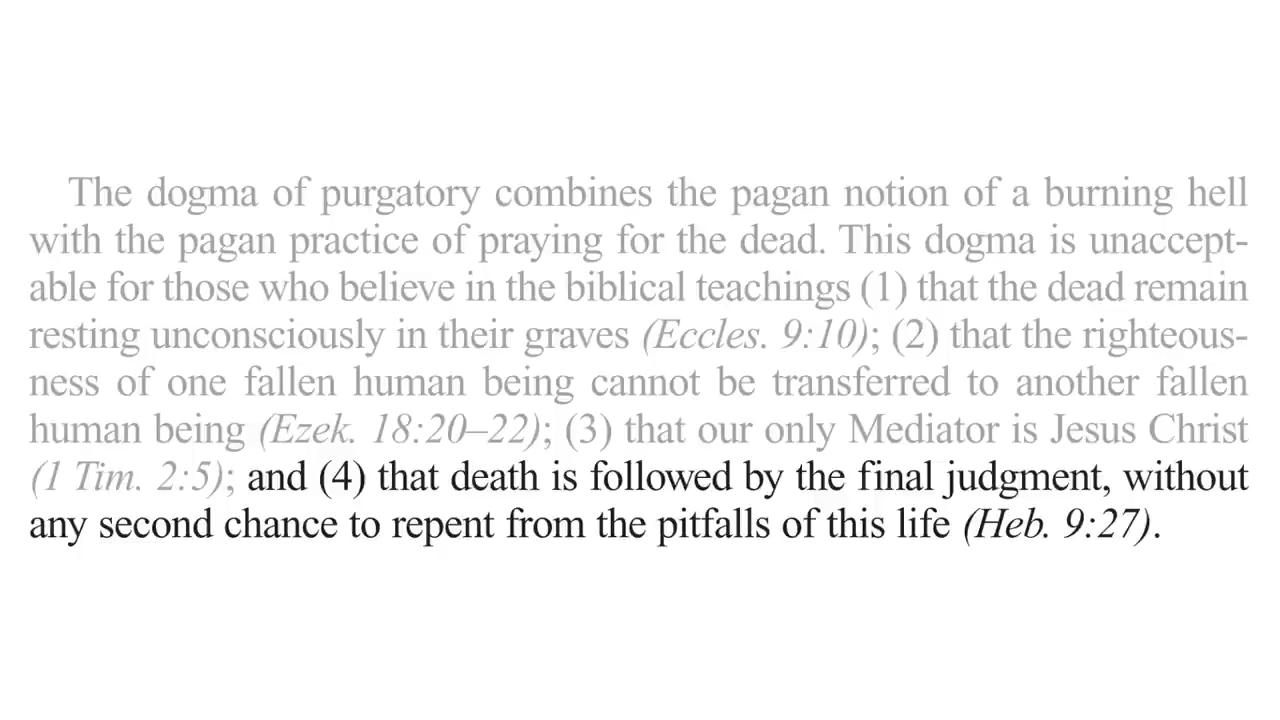 The dogma of purgatory combines the pagan notion of a burning hell
with the pagan practice of praying for the dead. This dogma is unaccept-
able for those who believe in the biblical teachings (1) that the dead remain
resting unconsciously in their graves (Eccles. 9:10); (2) that the righteous-
ness of one fallen human being cannot be transferred to another fallen
human being (Ezek. 18:20–22); (3) that our only Mediator is Jesus Christ
(1 Tim. 2:5); and (4) that death is followed by the final judgment, without
any second chance to repent from the pitfalls of this life (Heb. 9:27).